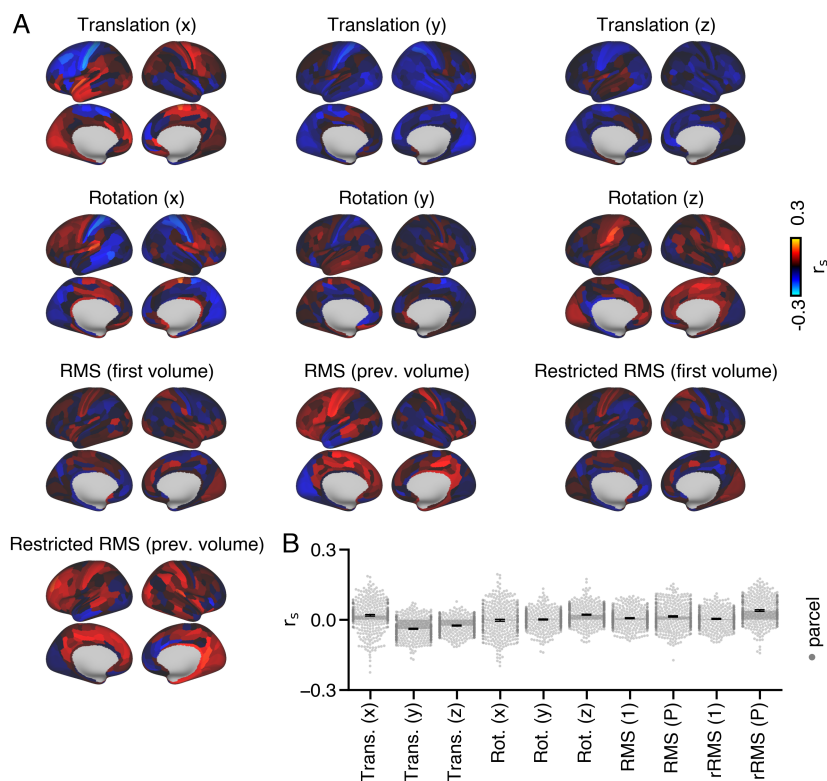 A
Translation (x)
Translation (y)
Translation (z)
Rotation (x)
Rotation (y)
Rotation (z)
0.3
-0.3
r_s
RMS (first volume)
RMS (prev. volume)
Restricted RMS (first volume)
Restricted RMS (prev. volume)
B
0.3
0.0
−0.3
r_s
Trans. (x)
Trans. (y)
Trans. (z)
Rot. (x)
Rot. (y)
Rot. (z)
RMS (1)
RMS (P)
rRMS (1)
rRMS (P)
parcel